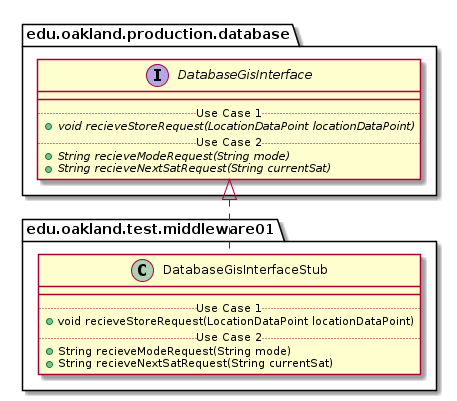 edu.oakland.production.database
I DatabaseGisInterface
Use Case 1
void recieveStoreRequest(LocationDataPoint locationDataPoint)
Use Case 2
String recieveModeRequest(String mode)
String recieveNextSatRequest(String currentSat)
edu.oakland.test.middleware01
C DatabaseGisInterfaceStub
Use Case 1
void recieveStoreRequest(LocationDataPoint locationDataPoint)
Use Case 2
String recieveModeRequest(String mode)
String recieveNextSatRequest(String currentSat)